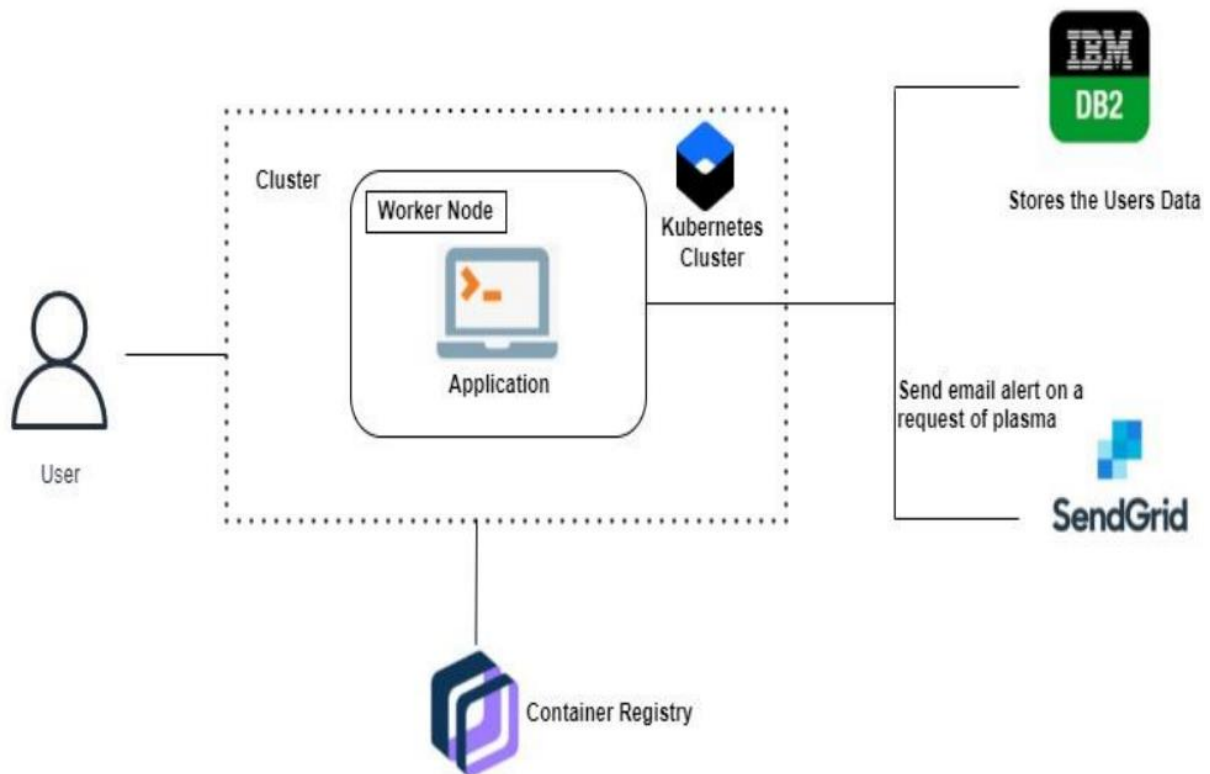 IBM
DB2
Stores the Users Data
Cluster
Worker Node
Kubernetes
Cluster
Application
User
Send email alert on a
request of plasma
SendGrid
Container Registry